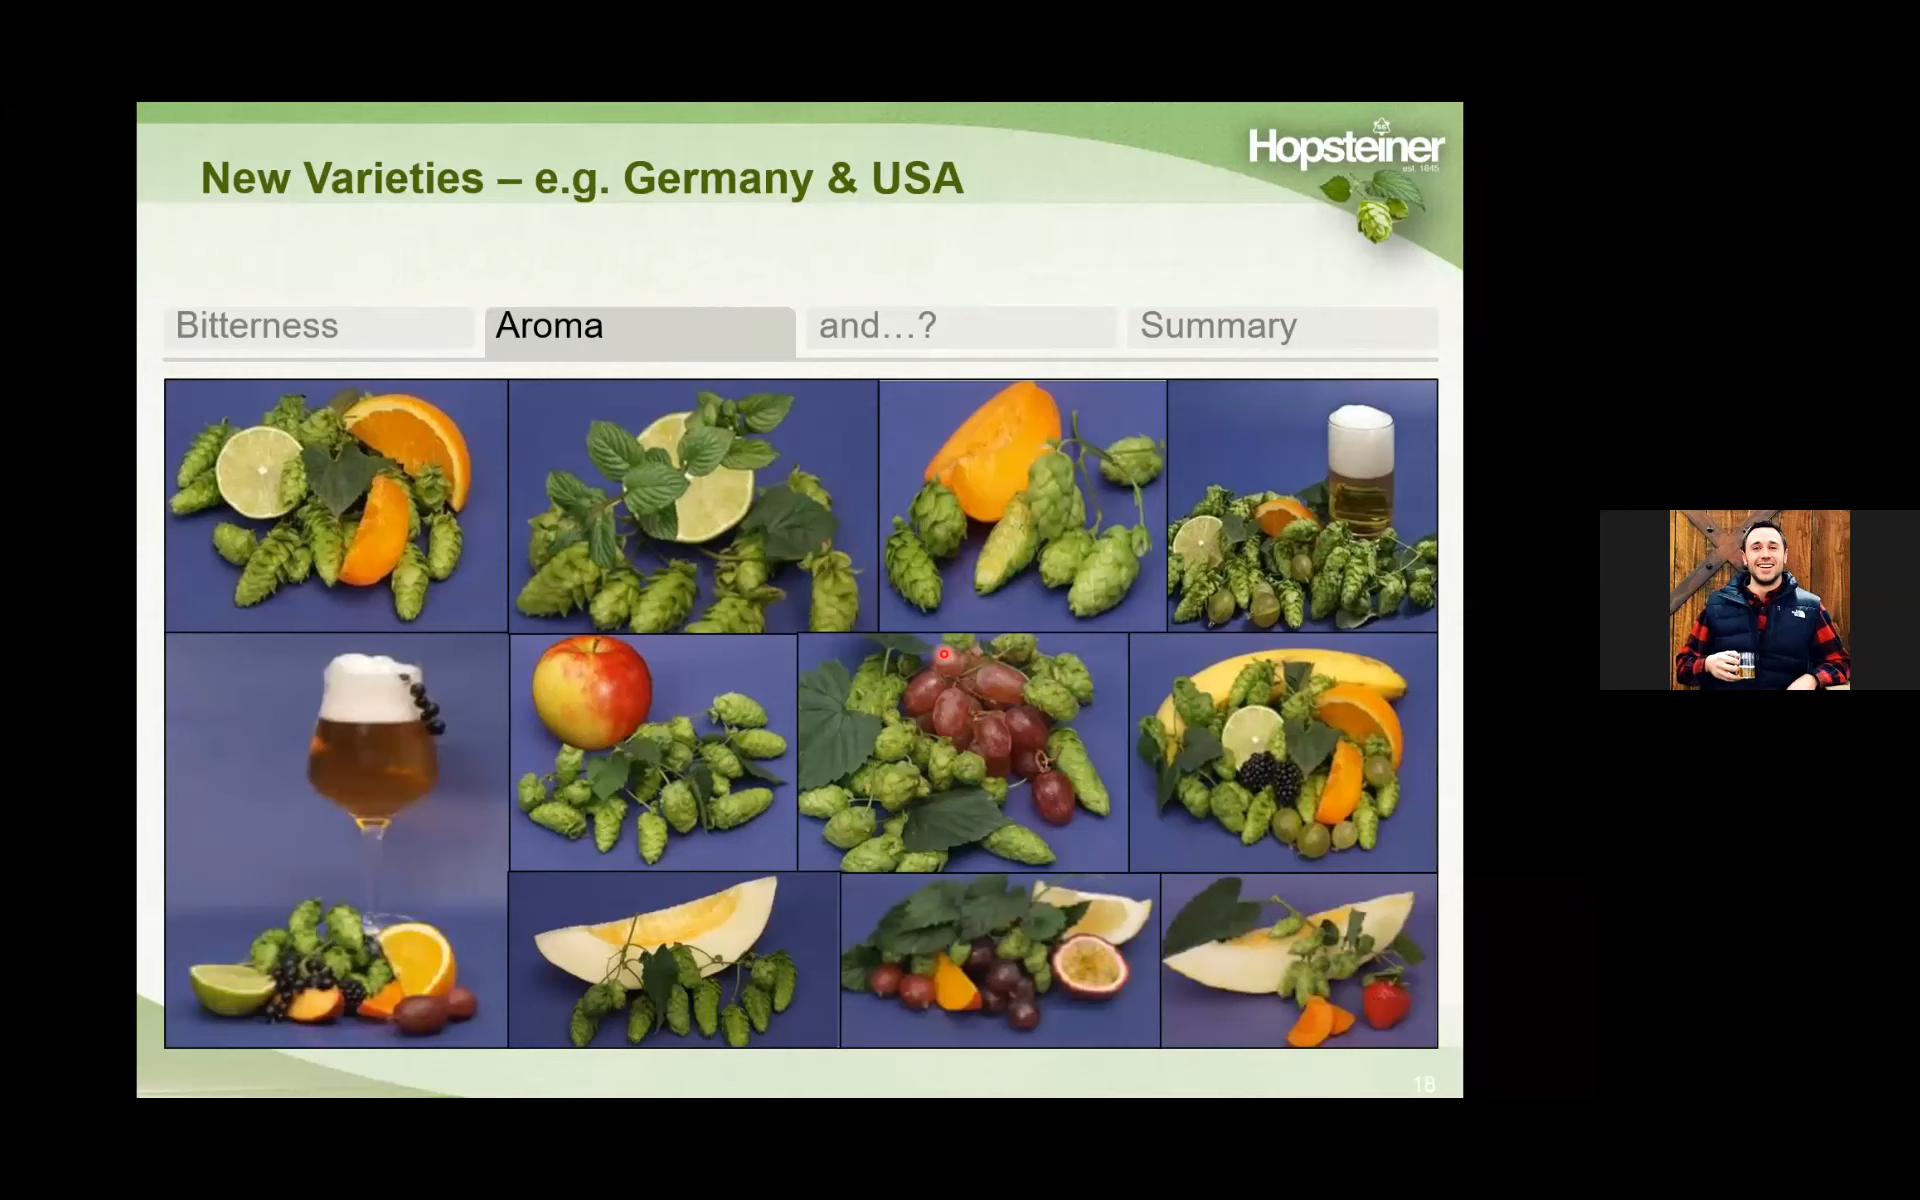 Hopsteiner
est. 1845
New Varieties – e.g. Germany & USA
Bitterness
Aroma
and…?
Summary
18